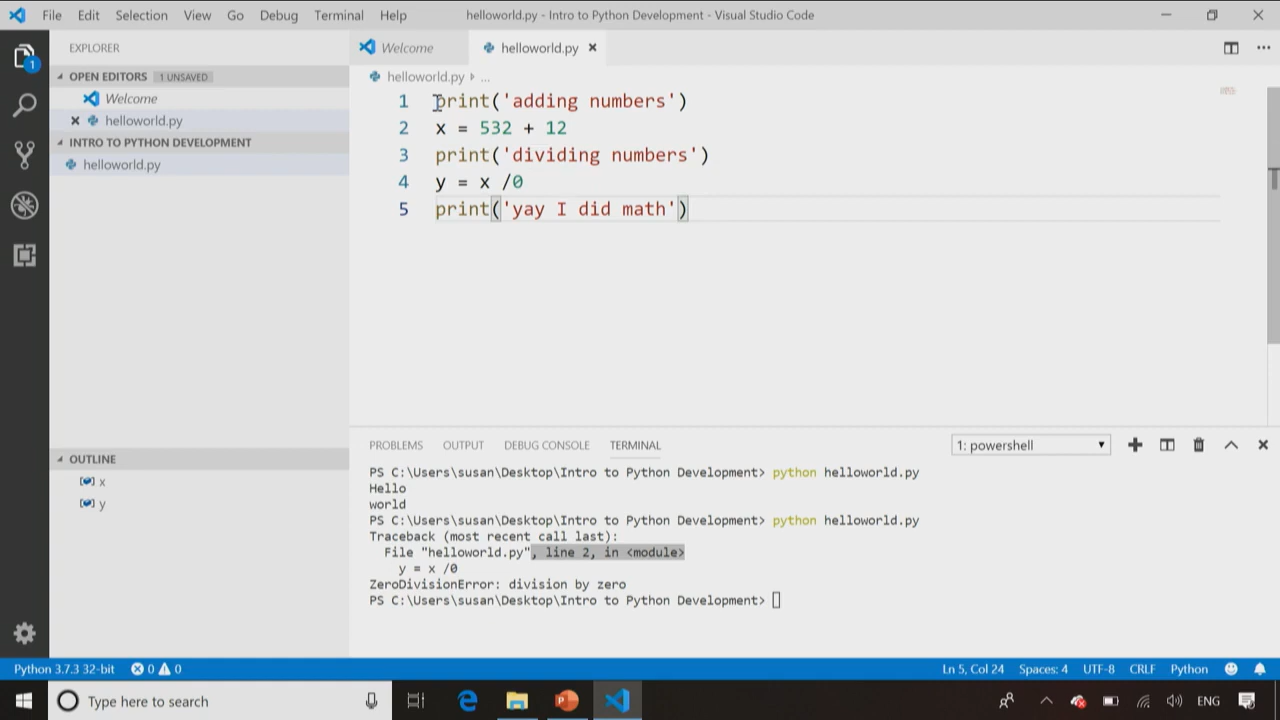 File Edit Selection View Go Debug Terminal Help helloworld.py - Intro to Python Development - Visual Studio Code
EXPLORER
Welcome helloworld.py
OPEN EDITORS 1 UNSAVED
1
helloworld.py ...
Welcome
helloworld.py
INTRO TO PYTHON DEVELOPMENT
helloworld.py
1 print('adding numbers')
2 x = 532 + 12
3 print('dividing numbers')
4 y = x /0
5 print('yay I did math')
OUTLINE
x
y
PROBLEMS OUTPUT DEBUG CONSOLE TERMINAL 1: powershell
PS C:\Users\susan\Desktop\Intro to Python Development> python helloworld.py
Hello
world
PS C:\Users\susan\Desktop\Intro to Python Development> python helloworld.py
Traceback (most recent call last):
File "helloworld.py", line 2, in <module>
y = x /0
ZeroDivisionError: division by zero
PS C:\Users\susan\Desktop\Intro to Python Development>
Python 3.7.3 32-bit 0 0 Ln 5, Col 24 Spaces: 4 UTF-8 CRLF Python
Type here to search ENG